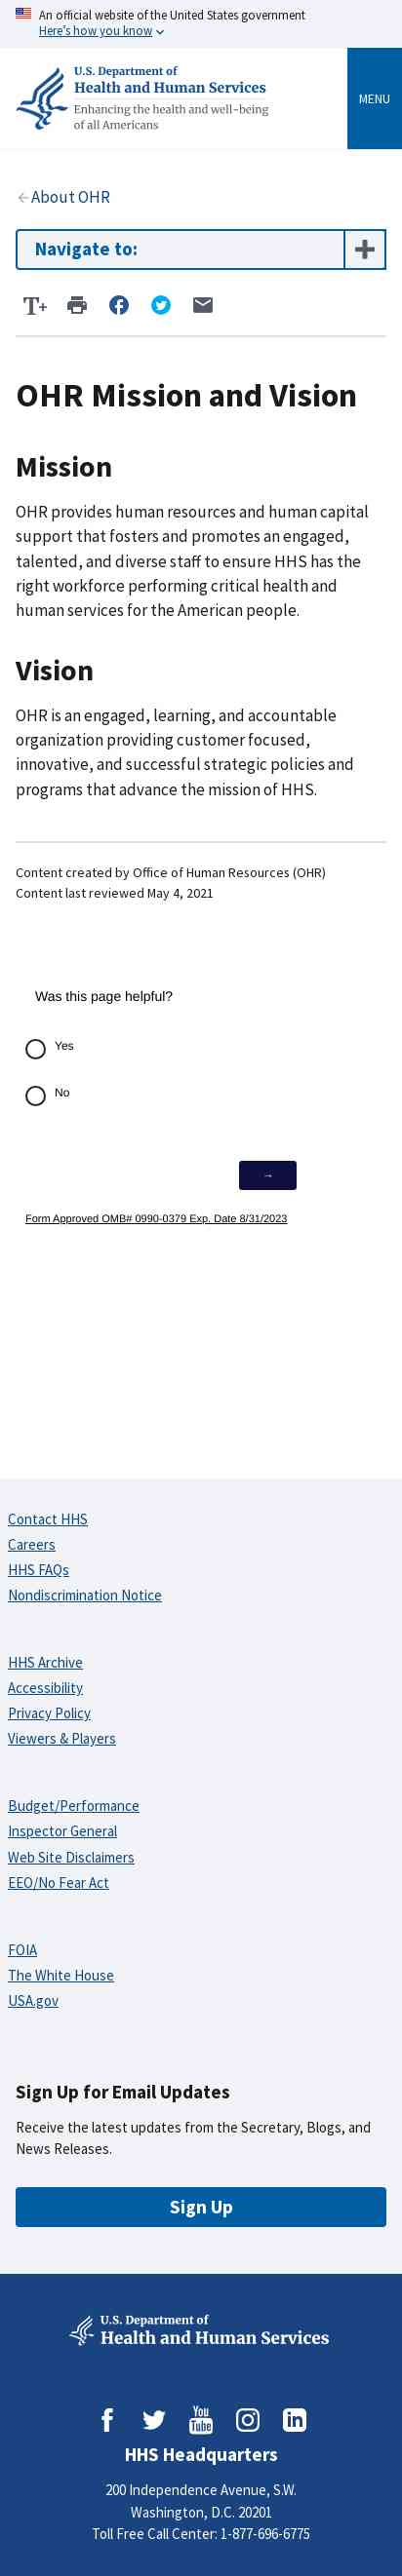 An official website of the United States government
Here's how you know
U.S. Department of
Health and Human Services
Enhancing the health and well-being
of all Americans
MENU
About OHR
Navigate to:
T+
OHR Mission and Vision
Mission
OHR provides human resources and human capital
support that fosters and promotes an engaged,
talented, and diverse staff to ensure HHS has the
right workforce performing critical health and
human services for the American people.
Vision
OHR is an engaged, learning, and accountable
organization providing customer focused,
innovative, and successful strategic policies and
programs that advance the mission of HHS.
Content created by Office of Human Resources (OHR)
Content last reviewed May 4, 2021
Was this page helpful?
Yes
No
→
Form Approved OMB# 0990-0379 Exp. Date 8/31/2023
Contact HHS
Careers
HHS FAQs
Nondiscrimination Notice
HHS Archive
Accessibility
Privacy Policy
Viewers & Players
Budget/Performance
Inspector General
Web Site Disclaimers
EEO/No Fear Act
FOIA
The White House
USA.gov
Sign Up for Email Updates
Receive the latest updates from the Secretary, Blogs, and
News Releases.
Sign Up
U.S. Department of
Health and Human Services
You
Tube
HHS Headquarters
200 Independence Avenue, S.W.
Washington, D.C. 20201
Toll Free Call Center: 1-877-696-6775